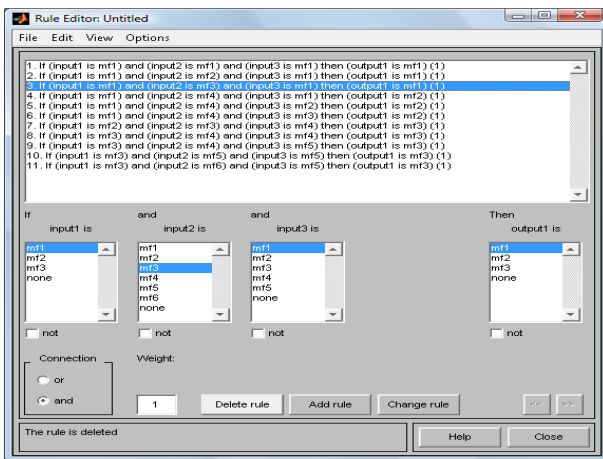 Rule Editor: Untitled
File Edit View Options
1. If (input1 is mf1) and (input2 is mf1) and (input3 is mf1) then (output1 is mf1) (1)
2. If (input1 is mf1) and (input2 is mf2) and (input3 is mf1) then (output1 is mf1) (1)
3. If (input1 is mf1) and (input2 is mf3) and (input3 is mf1) then (output1 is mf1) (1)
4. If (input1 is mf1) and (input2 is mf4) and (input3 is mf1) then (output1 is mf2) (1)
5. If (input1 is mf1) and (input2 is mf4) and (input3 is mf2) then (output1 is mf2) (1)
6. If (input1 is mf1) and (input2 is mf4) and (input3 is mf3) then (output1 is mf2) (1)
7. If (input1 is mf2) and (input2 is mf3) and (input3 is mf4) then (output1 is mf2) (1)
8. If (input1 is mf3) and (input2 is mf4) and (input3 is mf4) then (output1 is mf3) (1)
9. If (input1 is mf3) and (input2 is mf4) and (input3 is mf5) then (output1 is mf3) (1)
10. If (input1 is mf3) and (input2 is mf5) and (input3 is mf5) then (output1 is mf3) (1)
11. If (input1 is mf3) and (input2 is mf6) and (input3 is mf5) then (output1 is mf3) (1)
If and and Then
input1 is input2 is input3 is output1 is
mf1 mf1 mf1 mf1
mf2 mf2 mf2 mf2
mf3 mf3 mf3 mf3
none mf4 mf4 none
mf5 mf5
mf6 none
none
not not not not
Connection Weight:
or
and 1 Delete rule Add rule Change rule << >>
The rule is deleted Help Close